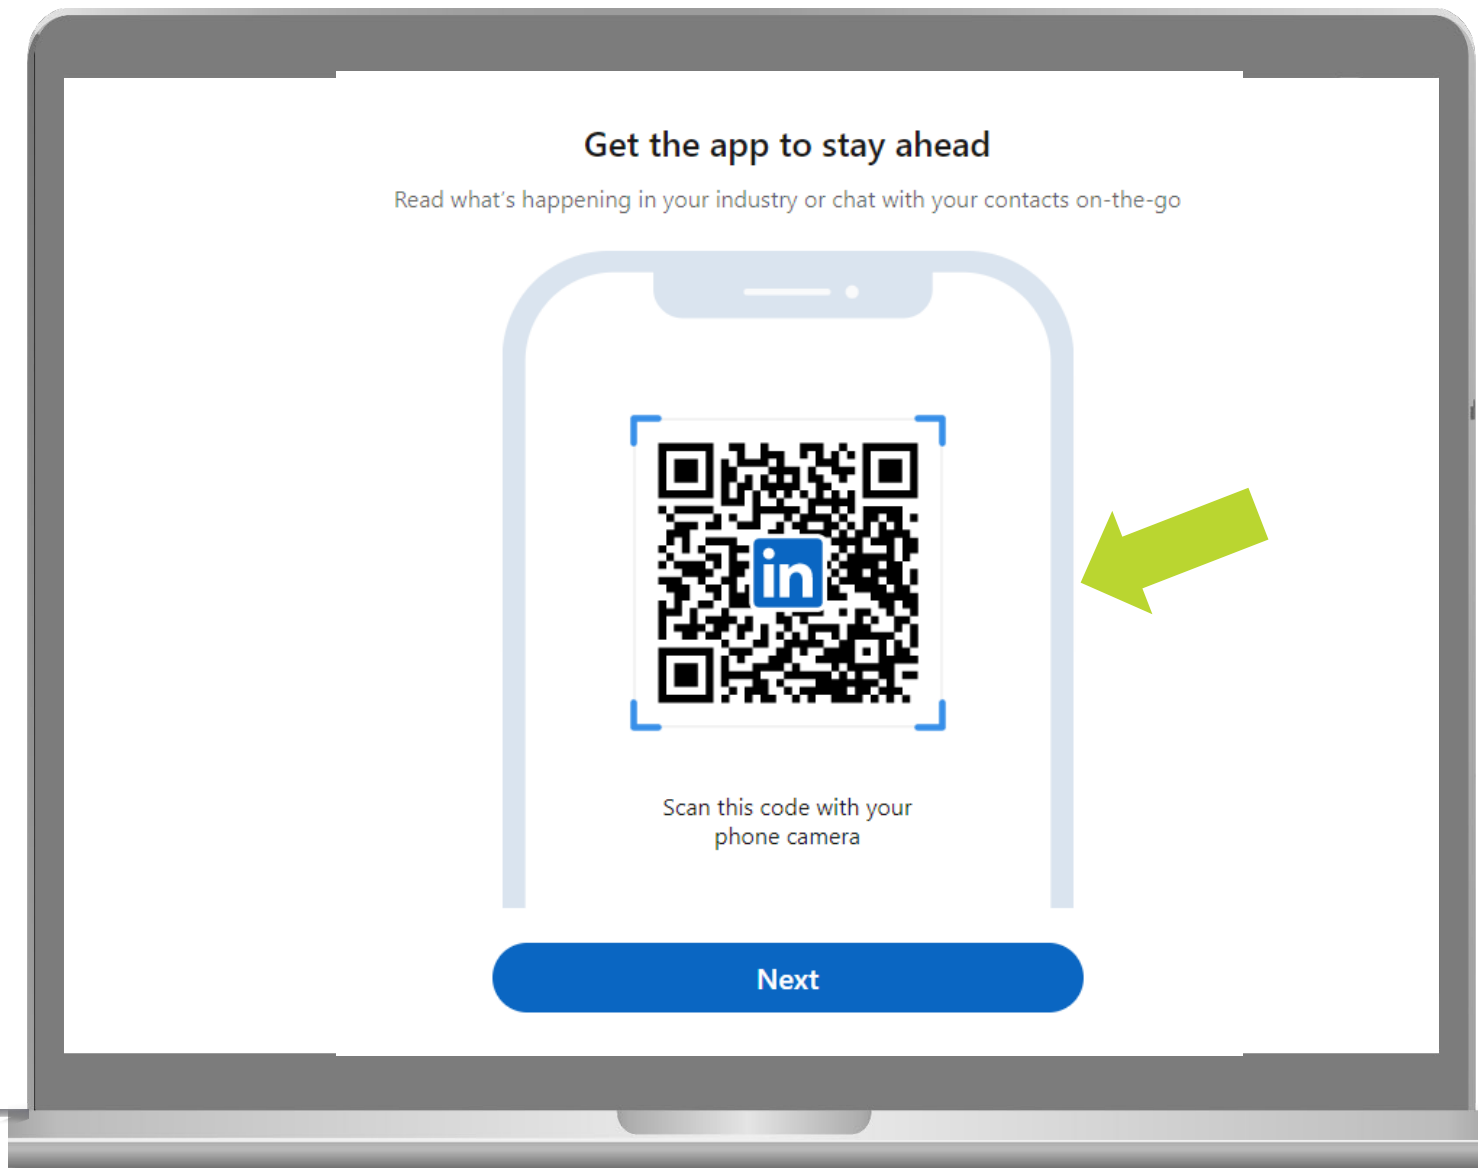 Get the app to stay ahead
Read what's happening in your industry or chat with your contacts on-the-go
in
Scan this code with your
phone camera
Next